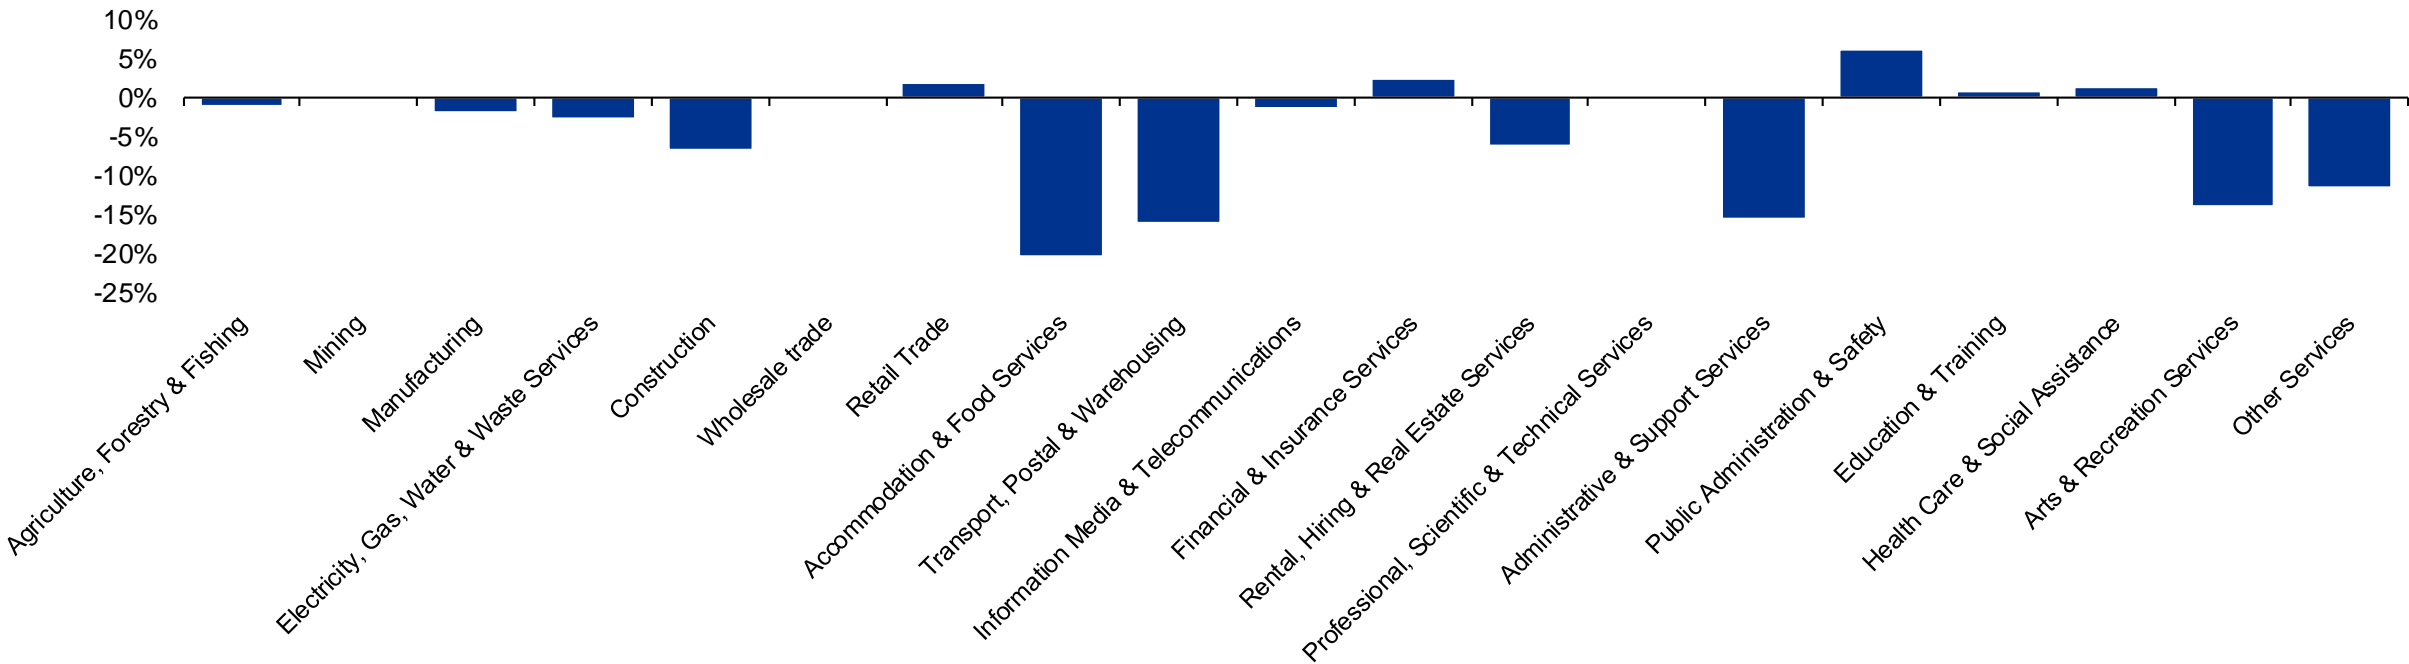 10%
5%
0%
-5%
-10%
-15%
-20%
-25%
Agriculture, Forestry & Fishing
Mining
Manufacturing
Electricity, Gas, Water & Waste Services
Construction
Wholesale trade
Retail Trade
Accommodation & Food Services
Transport, Postal & Warehousing
Information Media & Telecommunications
Financial & Insurance Services
Rental, Hiring & Real Estate Services
Professional, Scientific & Technical Services
Administrative & Support Services
Public Administration & Safety
Education & Training
Health Care & Social Assistance
Arts & Recreation Services
Other Services